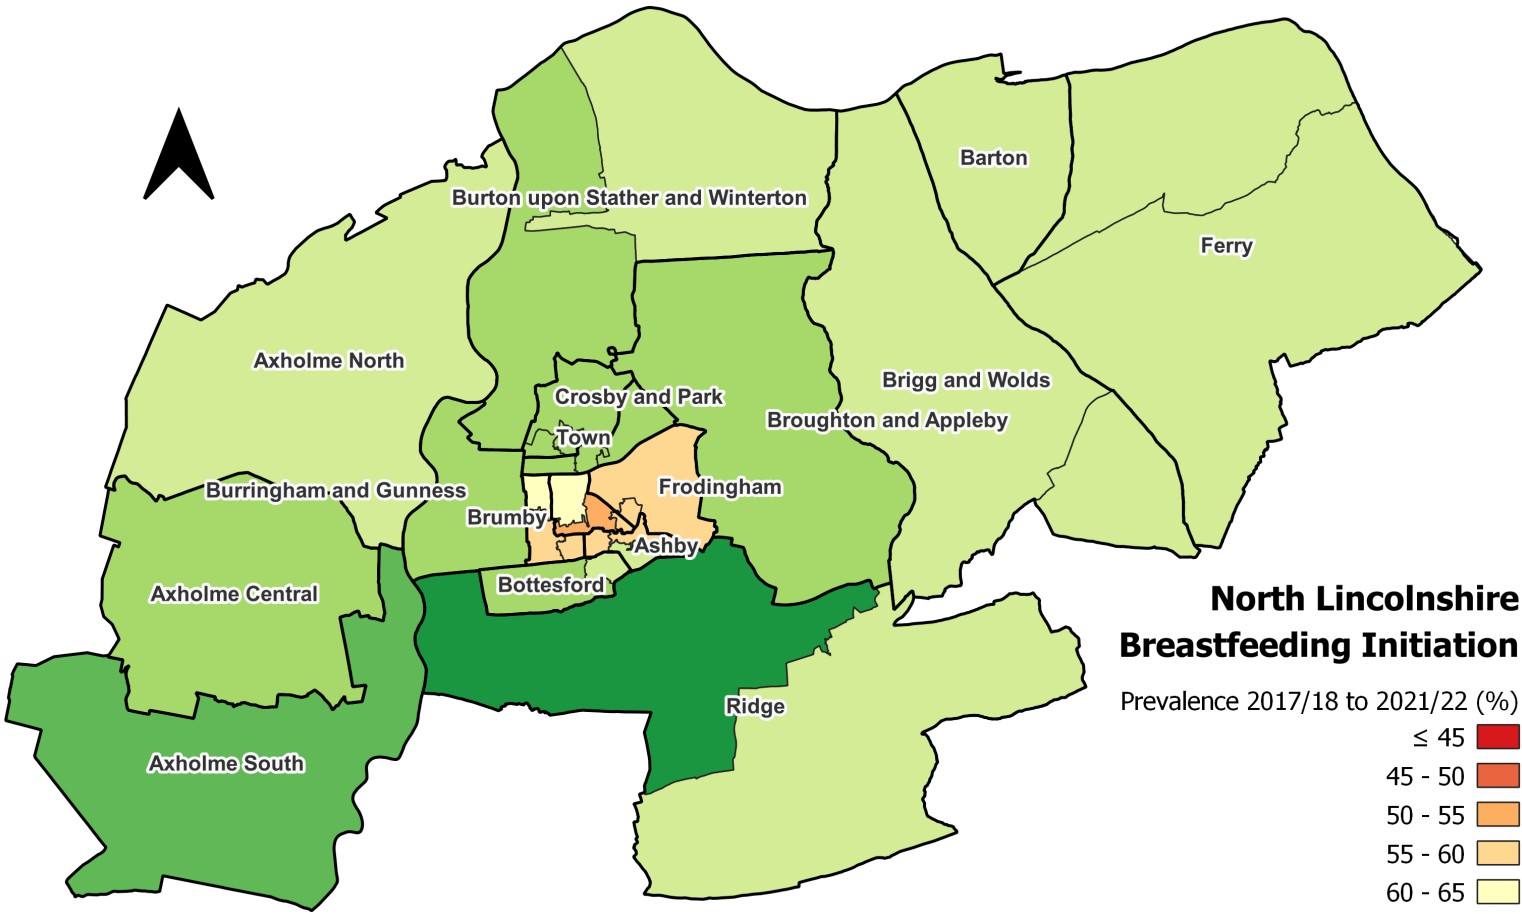 Barton
Burton upon Stather and Winterton
Ferry
Axholme North
Brigg and Wolds
Crosby and Park
Broughton and Appleby
Town
Frodingham
Burringham and Gunness
Brumby
Ashby
Bottesford
Axholme Central
Ridge
Axholme South
North Lincolnshire
Breastfeeding Initiation
Prevalence 2017/18 to 2021/22 (%)
≤ 45
45 - 50
50 - 55
55 - 60
60 - 65